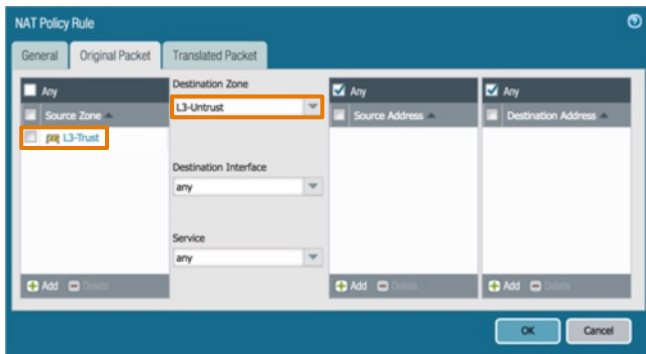 NAT Policy Rule
General Original Packet Translated Packet
Any
Source Zone
L3-Trust
Add Delete
Destination Zone
L3-Untrust
Destination Interface
any
Service
any
Any
Source Address
Add Delete
Any
Destination Address
Add Delete
OK Cancel